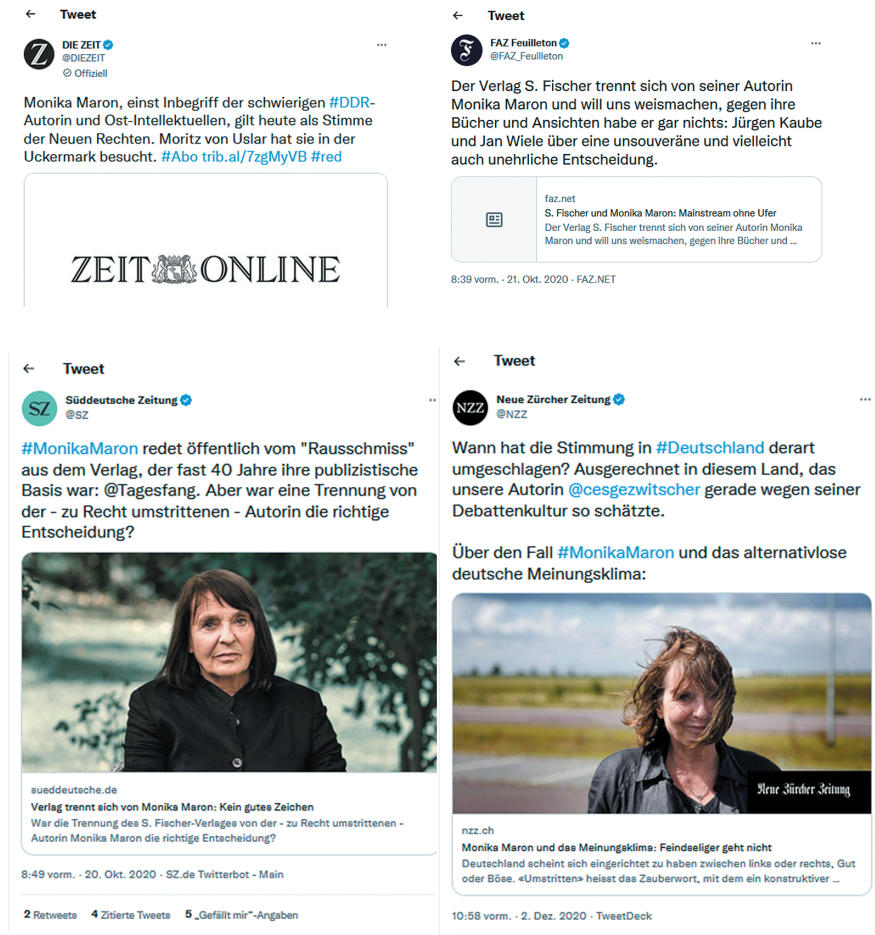 Tweet
DIE ZEIT
@DIEZEIT
Offiziell
Monika Maron, einst Inbegriff der schwierigen #DDR-
Autorin und Ost-Intellektuellen, gilt heute als Stimme
der Neuen Rechten. Moritz von Uslar hat sie in der
Uckermark besucht. #Abo trib.al/7zgMyVB #red
ZEIT ONLINE
Tweet
FAZ Feuilleton
@FAZ_Feuilleton
Der Verlag S. Fischer trennt sich von seiner Autorin
Monika Maron und will uns weismachen, gegen ihre
Bücher und Ansichten habe er gar nichts: Jürgen Kaube
und Jan Wiele über eine unsouveräne und vielleicht
auch unehrliche Entscheidung.
faz.net
S. Fischer und Monika Maron: Mainstream ohne Ufer
Der Verlag S. Fischer trennt sich von seiner Autorin Monika
Maron und will uns weismachen, gegen ihre Bücher und ...
8:39 vorm. · 21. Okt. 2020 · FAZ.NET
Tweet
SZ
Süddeutsche Zeitung
@SZ
#MonikaMaron redet öffentlich vom "Rausschmiss"
aus dem Verlag, der fast 40 Jahre ihre publizistische
Basis war: @Tagesfang. Aber war eine Trennung von
der - zu Recht umstrittenen - Autorin die richtige
Entscheidung?
sueddeutsche.de
Verlag trennt sich von Monika Maron: Kein gutes Zeichen
War die Trennung des S. Fischer-Verlages von der - zu Recht umstrittenen -
Autorin Monika Maron die richtige Entscheidung?
8:49 vorm. · 20. Okt. 2020 · SZ.de Twitterbot - Main
2 Retweets 4 Zitierte Tweets 5 „Gefällt mir“-Angaben
Tweet
NZZ
Neue Zürcher Zeitung
@NZZ
Wann hat die Stimmung in #Deutschland derart
umgeschlagen? Ausgerechnet in diesem Land, das
unsere Autorin @cesgezwitscher gerade wegen seiner
Debattenkultur so schätzte.
Über den Fall #MonikaMaron und das alternativlose
deutsche Meinungsklima:
Neue Zürcher Zeitung
nzz.ch
Monika Maron und das Meinungsklima: Feindseliger geht nicht
Deutschland scheint sich eingerichtet zu haben zwischen links oder rechts, Gut
oder Böse. «Umstritten» heisst das Zauberwort, mit dem ein konstruktiver ...
10:58 vorm. · 2. Dez. 2020 · TweetDeck